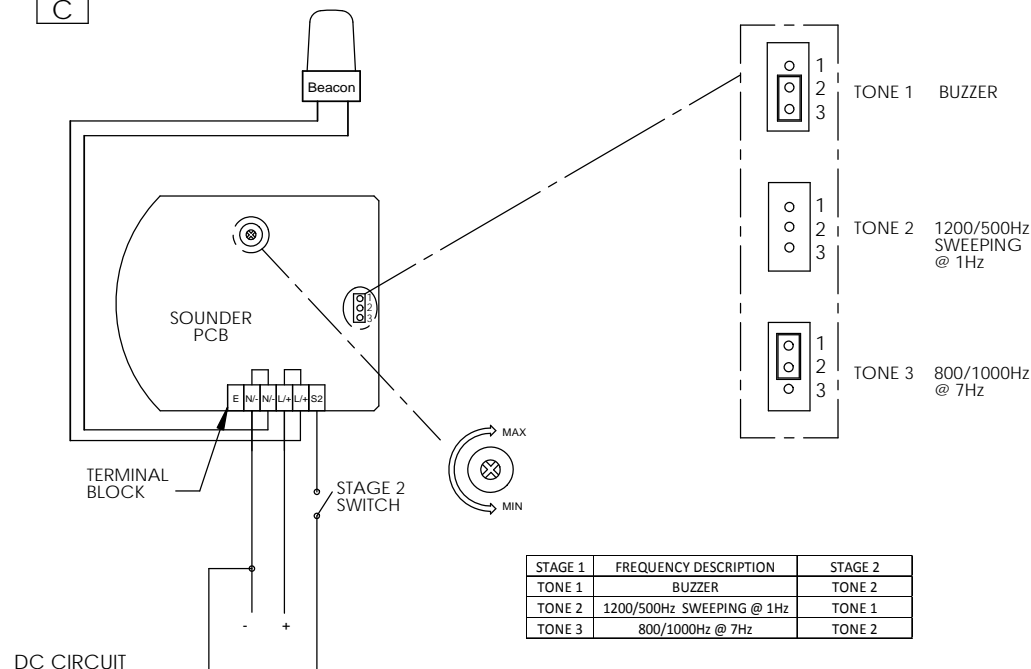 C
Beacon
1
2
3
TONE 1 BUZZER
1
2
3
TONE 2 1200/500Hz
SWEEPING
@ 1Hz
1
2
3
TONE 3 800/1000Hz
@ 7Hz
SOUNDER
PCB
1
2
3
E N/- N/- L/+ L/+ S2
TERMINAL
BLOCK
STAGE 2
SWITCH
MAX
MIN
- +
DC CIRCUIT
STAGE 1 FREQUENCY DESCRIPTION STAGE 2
TONE 1 BUZZER TONE 2
TONE 2 1200/500Hz SWEEPING @ 1Hz TONE 1
TONE 3 800/1000Hz @ 7Hz TONE 2